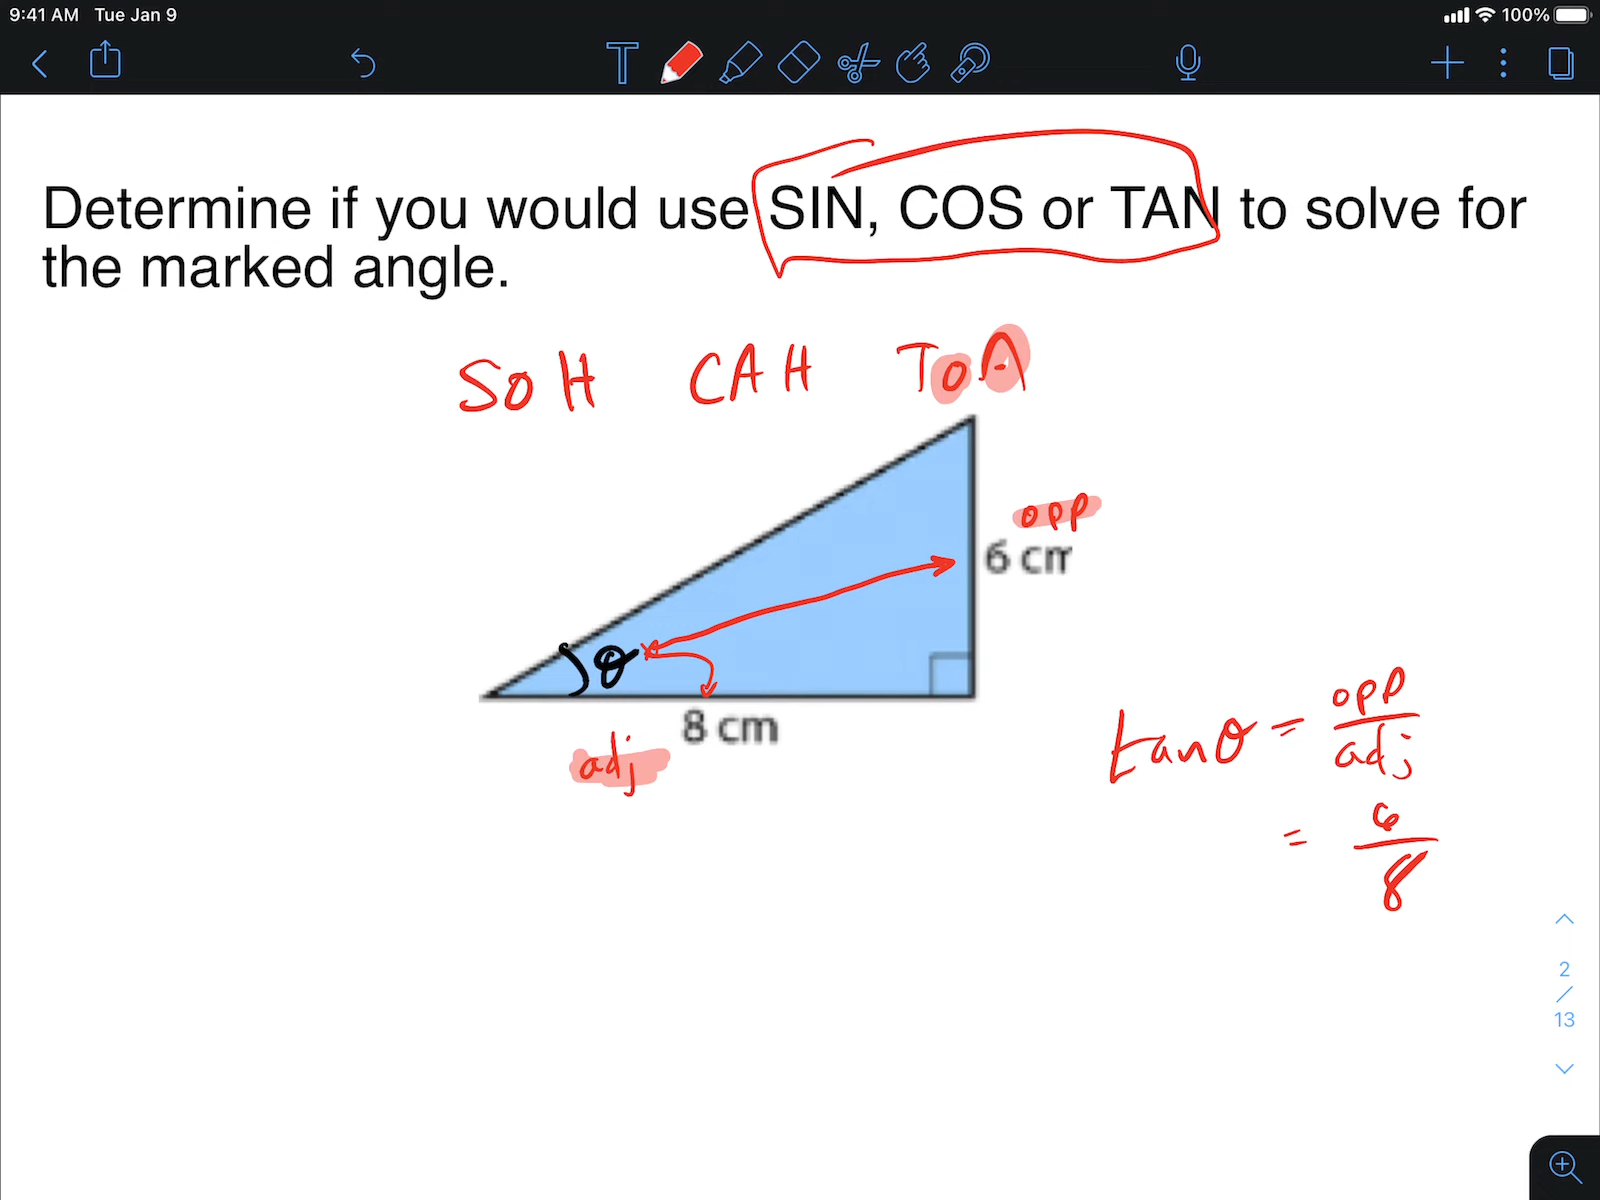 9:41 AM Tue Jan 9
100%
T
Determine if you would use SIN, COS or TAN to solve for
the marked angle.
SOH CAH TOA
opp
6 cm
θ
8 cm
adj
tanθ = opp/adj
= 6/8
2
/
13